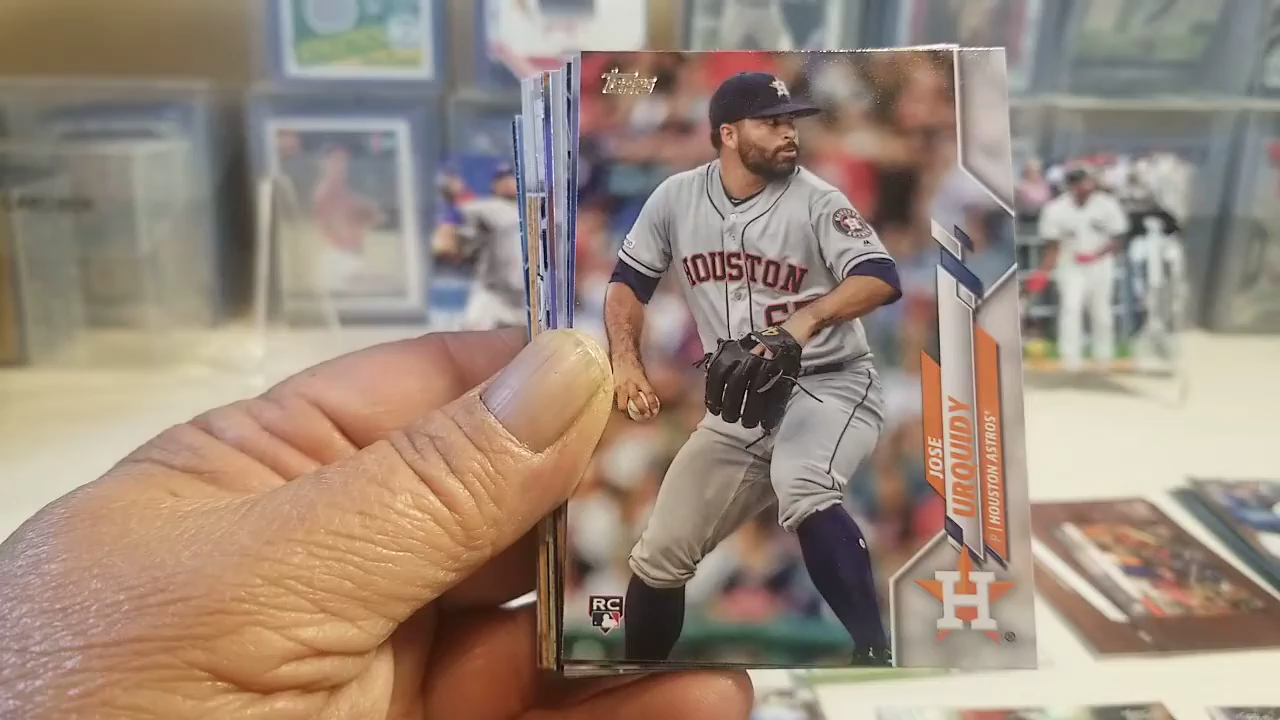 Topps
HOUSTON
JOSE
URQUIDY
P | HOUSTON ASTROS®
H
®
RC